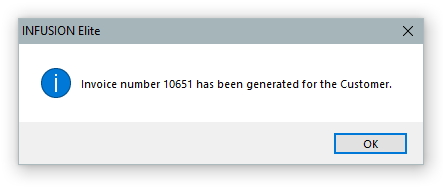 INFUSION Elite
Invoice number 10651 has been generated for the Customer.
OK